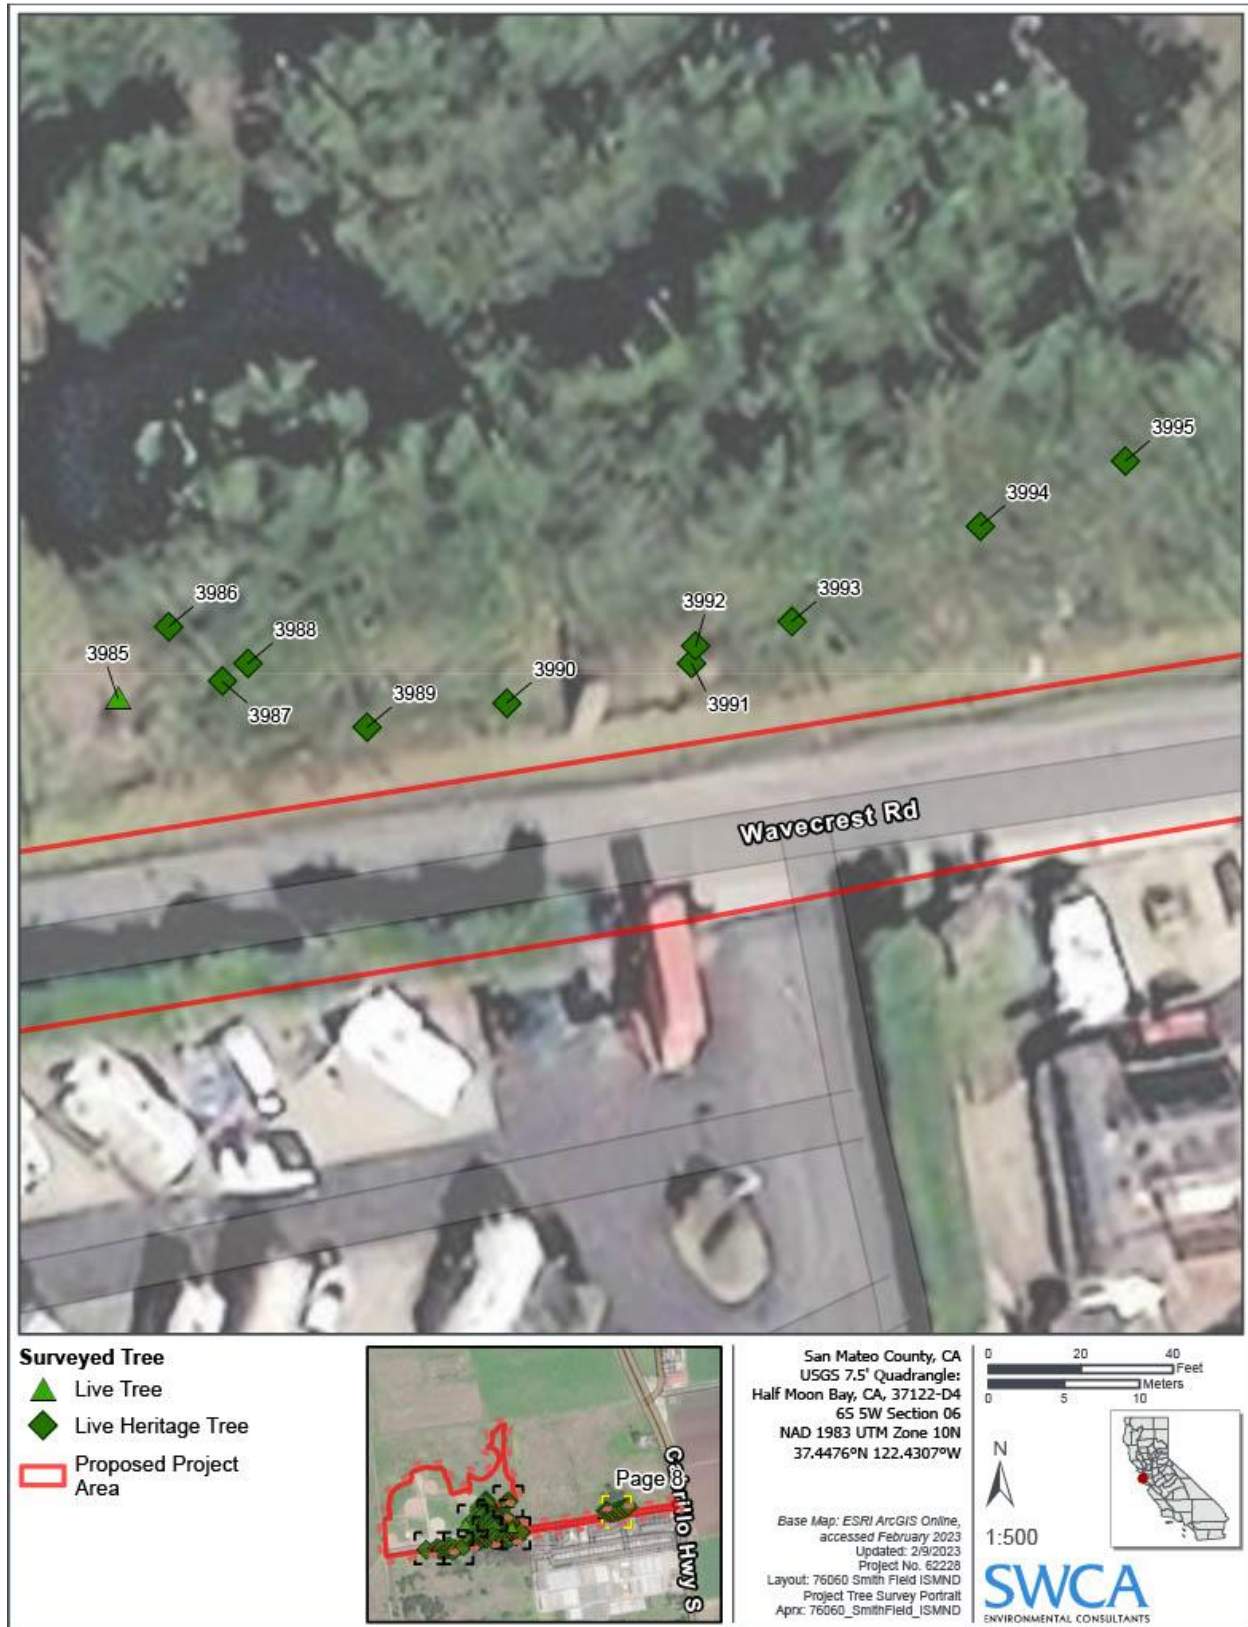 3995
3994
3986
3992
3993
3988
3985
3990
3989
3991
3987
Wavecrest Rd
Surveyed Tree
Live Tree
Live Heritage Tree
Proposed Project
Area
Page 8
Cabrillo Hwy S
San Mateo County, CA
USGS 7.5' Quadrangle:
Half Moon Bay, CA, 37122-D4
6S 5W Section 06
NAD 1983 UTM Zone 10N
37.4476°N 122.4307°W
Base Map: ESRI ArcGIS Online,
accessed February 2023
Updated: 2/9/2023
Project No. 62228
Layout: 76060 Smith Field ISMND
Project Tree Survey Portrait
Aprx: 76060_SmithField_ISMND
0 20 40
Feet
Meters
0 5 10
N
1:500
SWCA
ENVIRONMENTAL CONSULTANTS